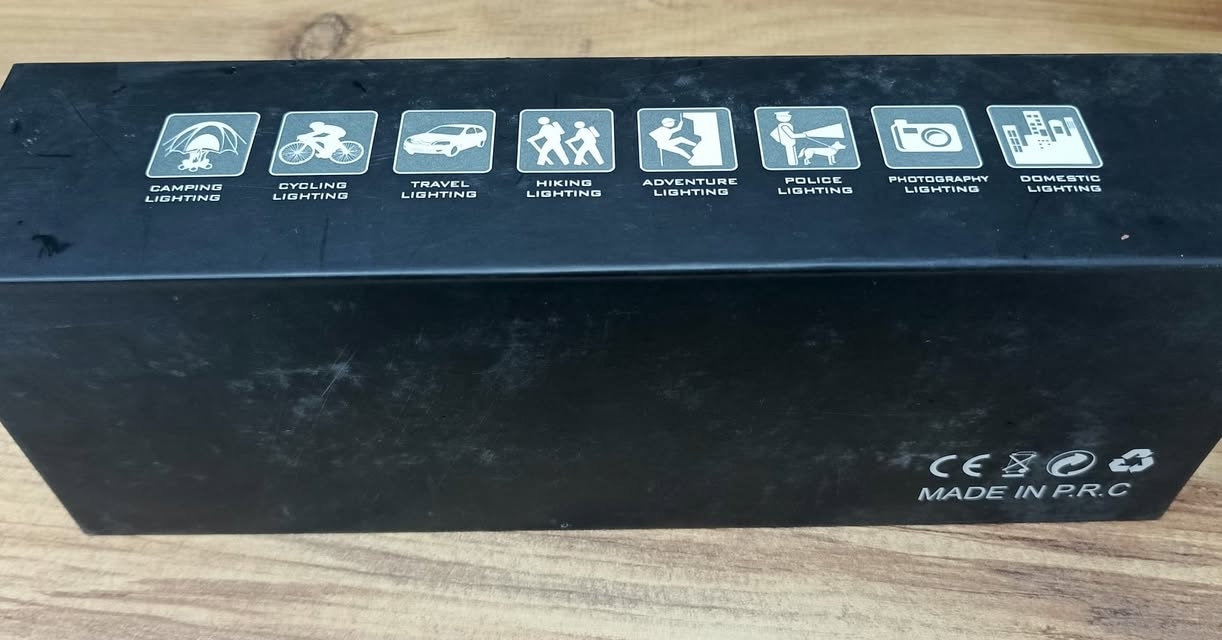 CAMPING
LIGHTING
CYCLING
LIGHTING
TRAVEL
LIGHTING
HIKING
LIGHTING
ADVENTURE
LIGHTING
POLICE
LIGHTING
PHOTOGRAPHY
LIGHTING
DOMESTIC
LIGHTING
CE
MADE IN P.R.C